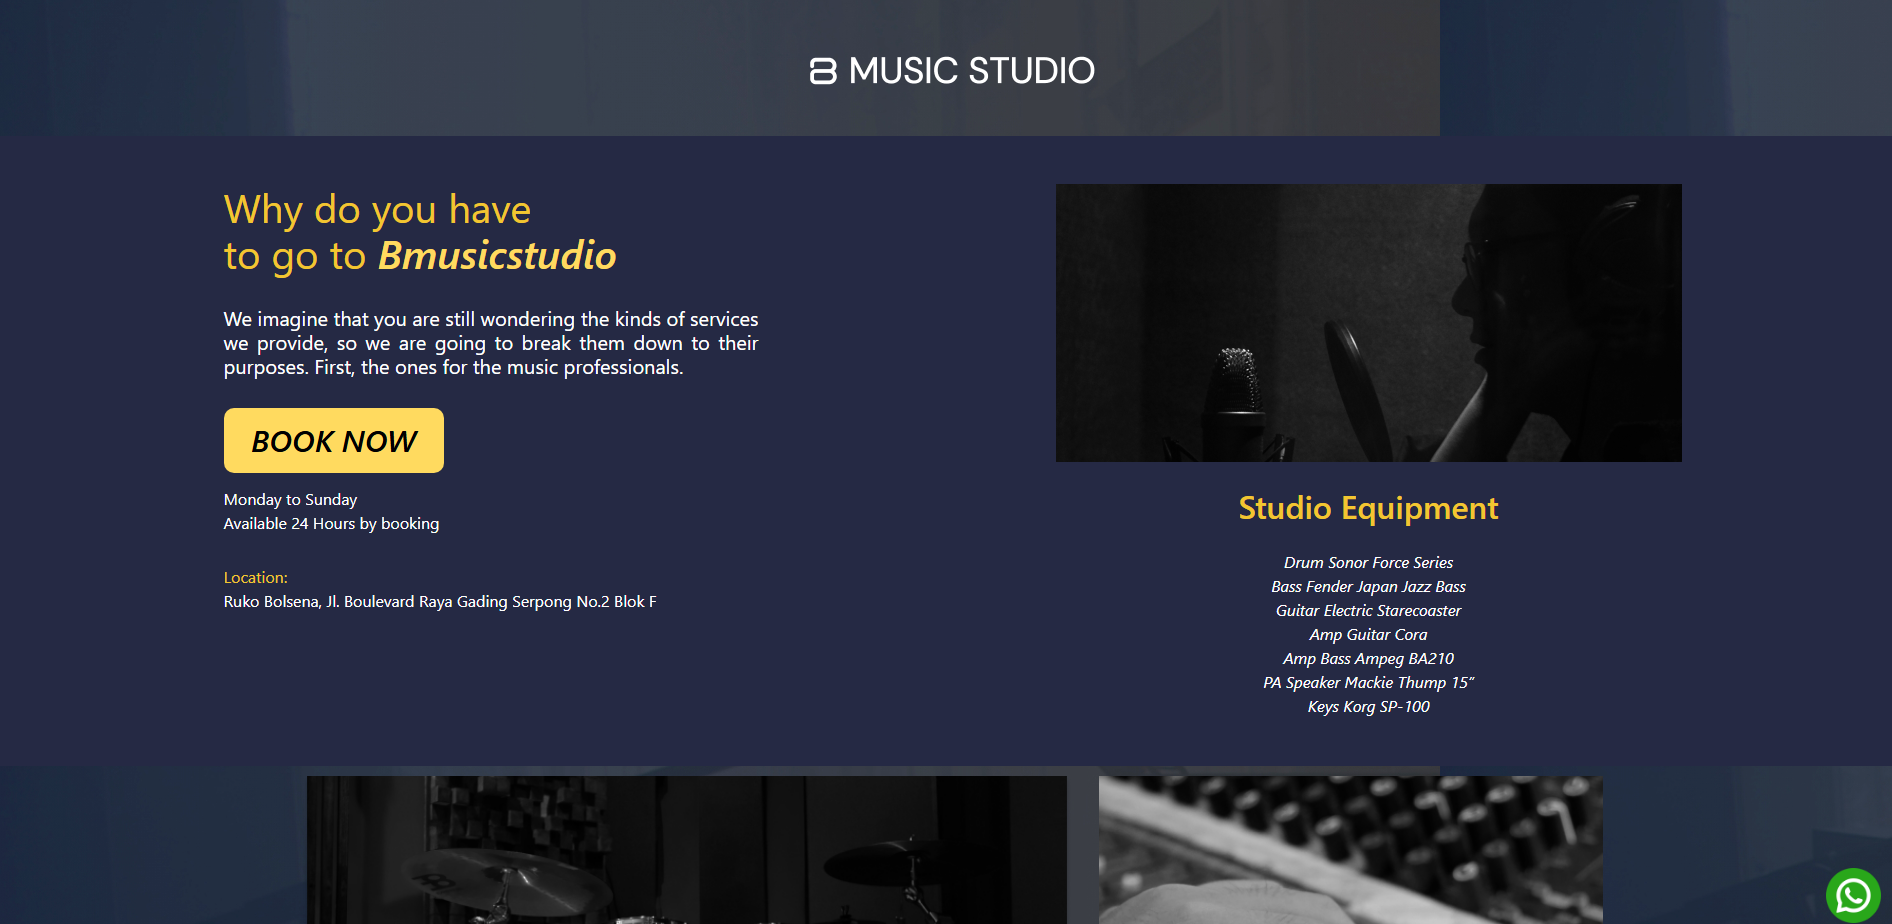 8 MUSIC STUDIO
Why do you have
to go to Bmusicstudio
We imagine that you are still wondering the kinds of services
we provide, so we are going to break them down to their
purposes. First, the ones for the music professionals.
BOOK NOW
Monday to Sunday
Available 24 Hours by booking
Location:
Ruko Bolsena, Jl. Boulevard Raya Gading Serpong No.2 Blok F
Studio Equipment
Drum Sonor Force Series
Bass Fender Japan Jazz Bass
Guitar Electric Starecoaster
Amp Guitar Cora
Amp Bass Ampeg BA210
PA Speaker Mackie Thump 15”
Keys Korg SP-100